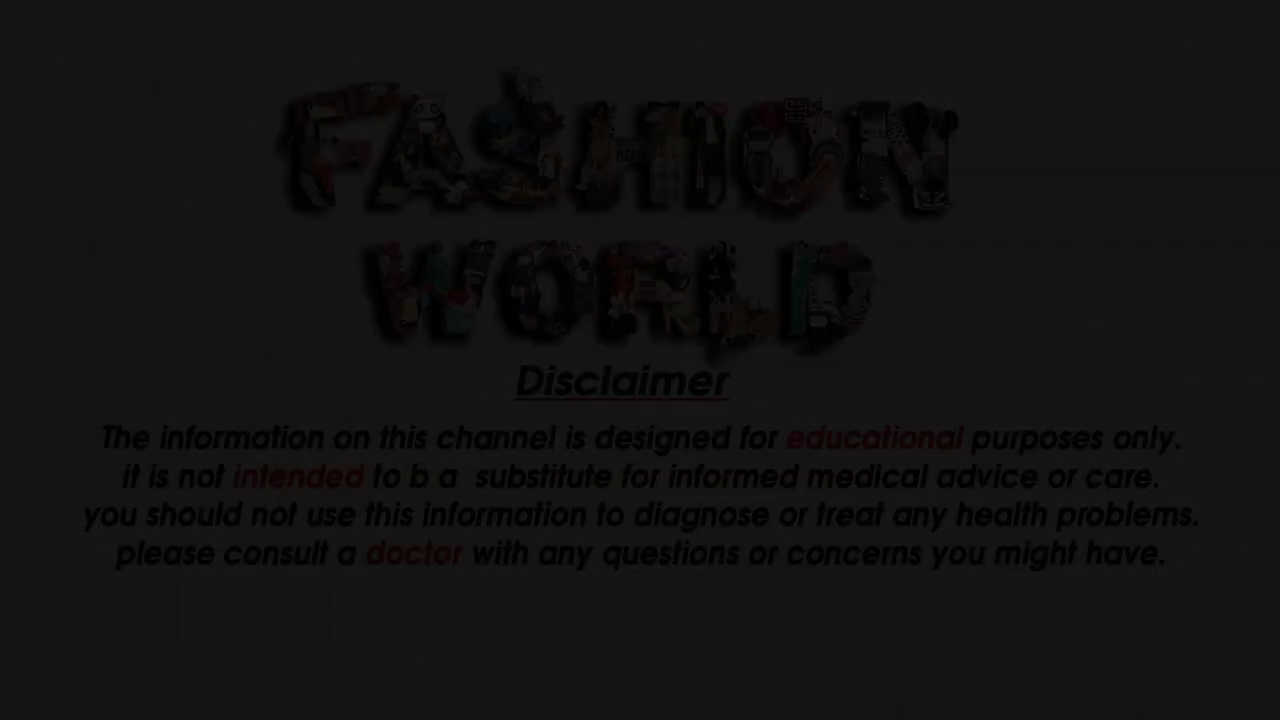 FASHION
WORLD
Disclaimer
The information on this channel is designed for educational purposes only.
it is not intended to b a  substitute for informed medical advice or care.
you should not use this information to diagnose or treat any health problems.
please consult a doctor with any questions or concerns you might have.